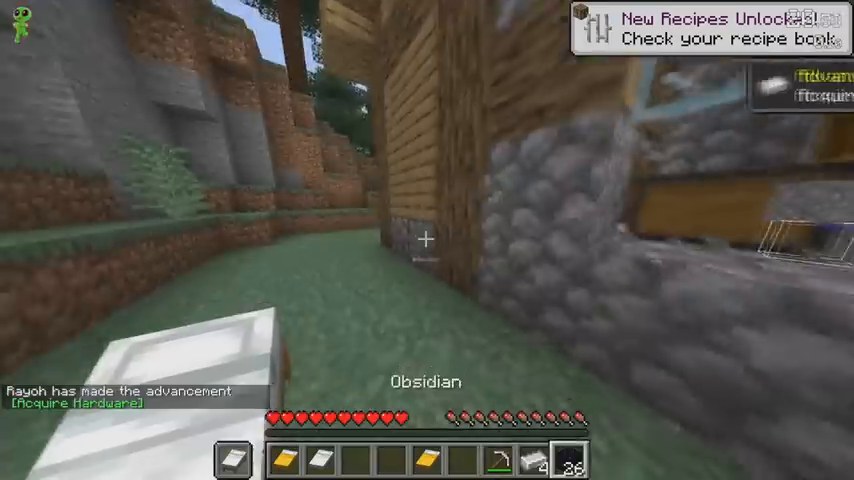 New Recipes Unlocked!
Check your recipe book
Rayoh has made the advancement
[Acquire Hardware]
Obsidian
4
26